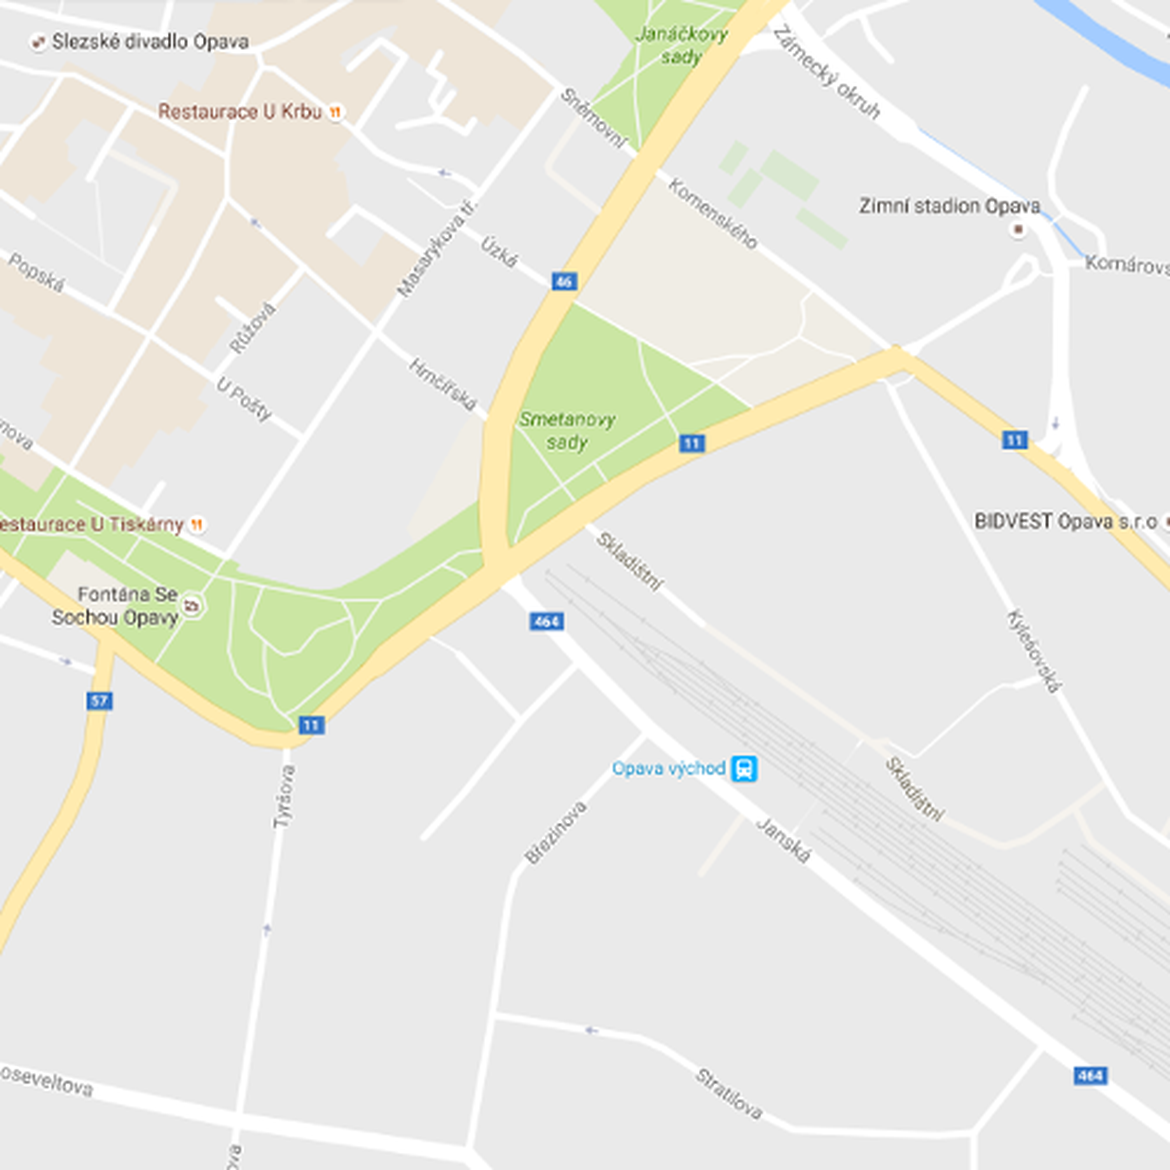 Janáčkovy
sady
Slezské divadlo Opava
Zámecký okruh
Restaurace U Krbu
Sněmovní
Komenského
Zimní stadion Opava
Masarykova tř.
Úzká
Popská
Komárovs
46
Růžová
U Pošty
Hrnčířská
Smetanovy
sady
11
11
nova
estaurace U Tiskárny
BIDVEST Opava s.r.o
Skladištní
Fontána Se
Sochou Opavy
464
Kylešovská
57
11
Opava východ
Tyršova
Skladištní
Březinova
Janská
oseveltova
Stratilova
464
ova